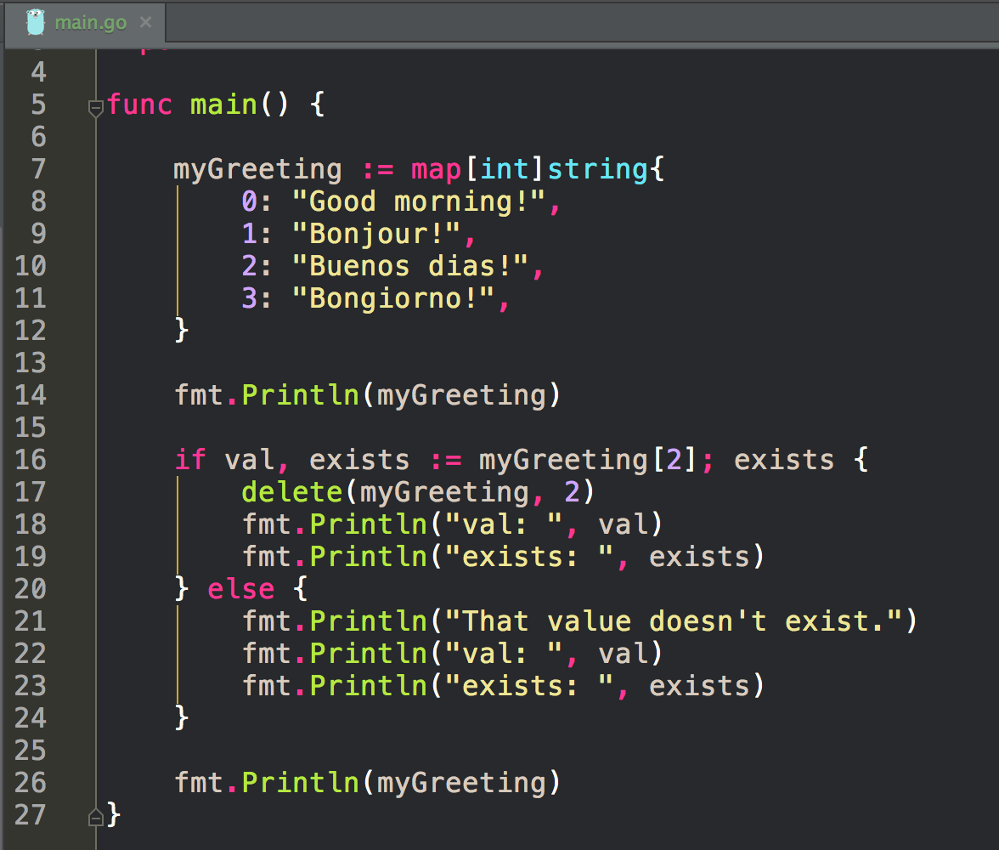 main.go
4
5 func main() {
6
7 myGreeting := map[int]string{
8 0: "Good morning!",
9 1: "Bonjour!",
10 2: "Buenos dias!",
11 3: "Bongiorno!",
12 }
13
14 fmt.Println(myGreeting)
15
16 if val, exists := myGreeting[2]; exists {
17 delete(myGreeting, 2)
18 fmt.Println("val: ", val)
19 fmt.Println("exists: ", exists)
20 } else {
21 fmt.Println("That value doesn't exist.")
22 fmt.Println("val: ", val)
23 fmt.Println("exists: ", exists)
24 }
25
26 fmt.Println(myGreeting)
27 }